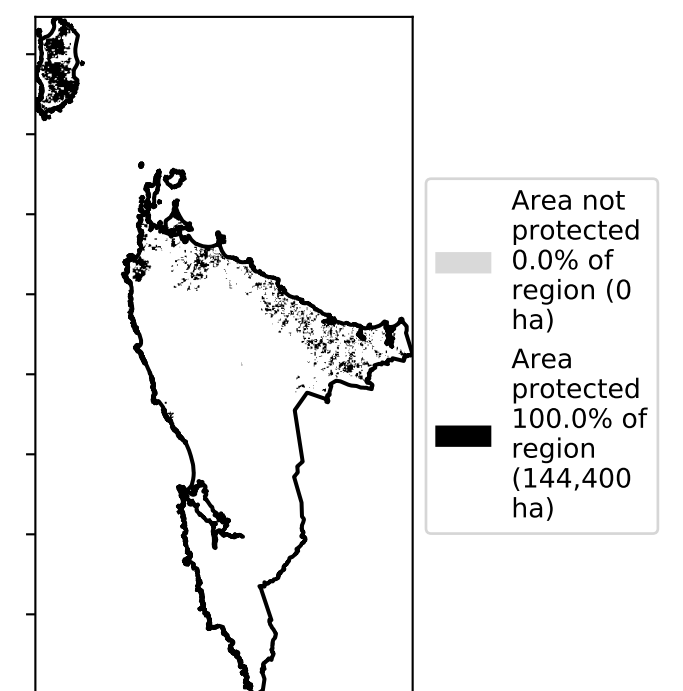 Area not
protected
0.0% of
region (0
ha)
Area
protected
100.0% of
region
(144,400
ha)